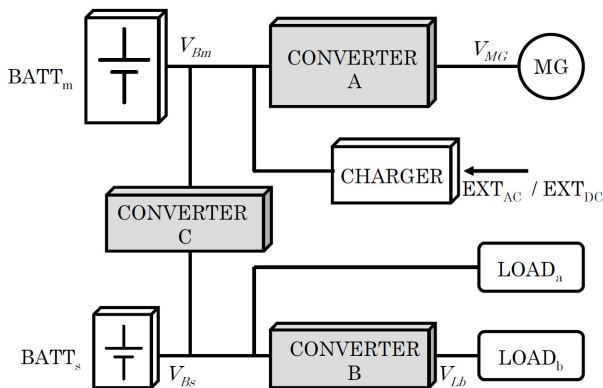 BATTm
VBm
CONVERTER
A
VMG
MG
CHARGER
EXTAC / EXTDC
CONVERTER
C
LOADa
BATTs
VBs
CONVERTER
B
VLb
LOADb